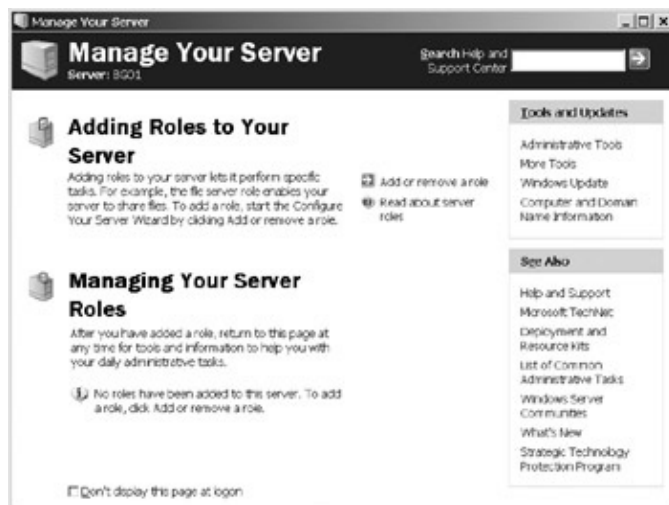 Manage Your Server
Manage Your Server
Server: BG01
Search Help and
Support Center
Adding Roles to Your
Server
Adding roles to your server lets it perform specific
tasks. For example, the file server role enables your
server to share files. To add a role, start the Configure
Your Server Wizard by clicking Add or remove a role.
Add or remove a role
Read about server
roles
Managing Your Server
Roles
After you have added a role, return to this page at
any time for tools and information to help you with
your daily administrative tasks.
No roles have been added to this server. To add
a role, click Add or remove a role.
Don't display this page at logon
Tools and Updates
Administrative Tools
More Tools
Windows Update
Computer and Domain
Name Information
See Also
Help and Support
Microsoft TechNet
Deployment and
Resource Kits
List of Common
Administrative Tasks
Windows Server
Communities
What's New
Strategic Technology
Protection Program